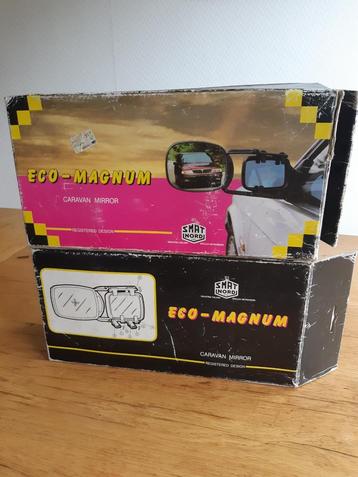 ECO-MAGNUM
CARAVAN MIRROR
REGISTERED DESIGN
SMAT
NORD
ECO-MAGNUM
SMAT
NORD
CARAVAN MIRROR
REGISTERED DESIGN